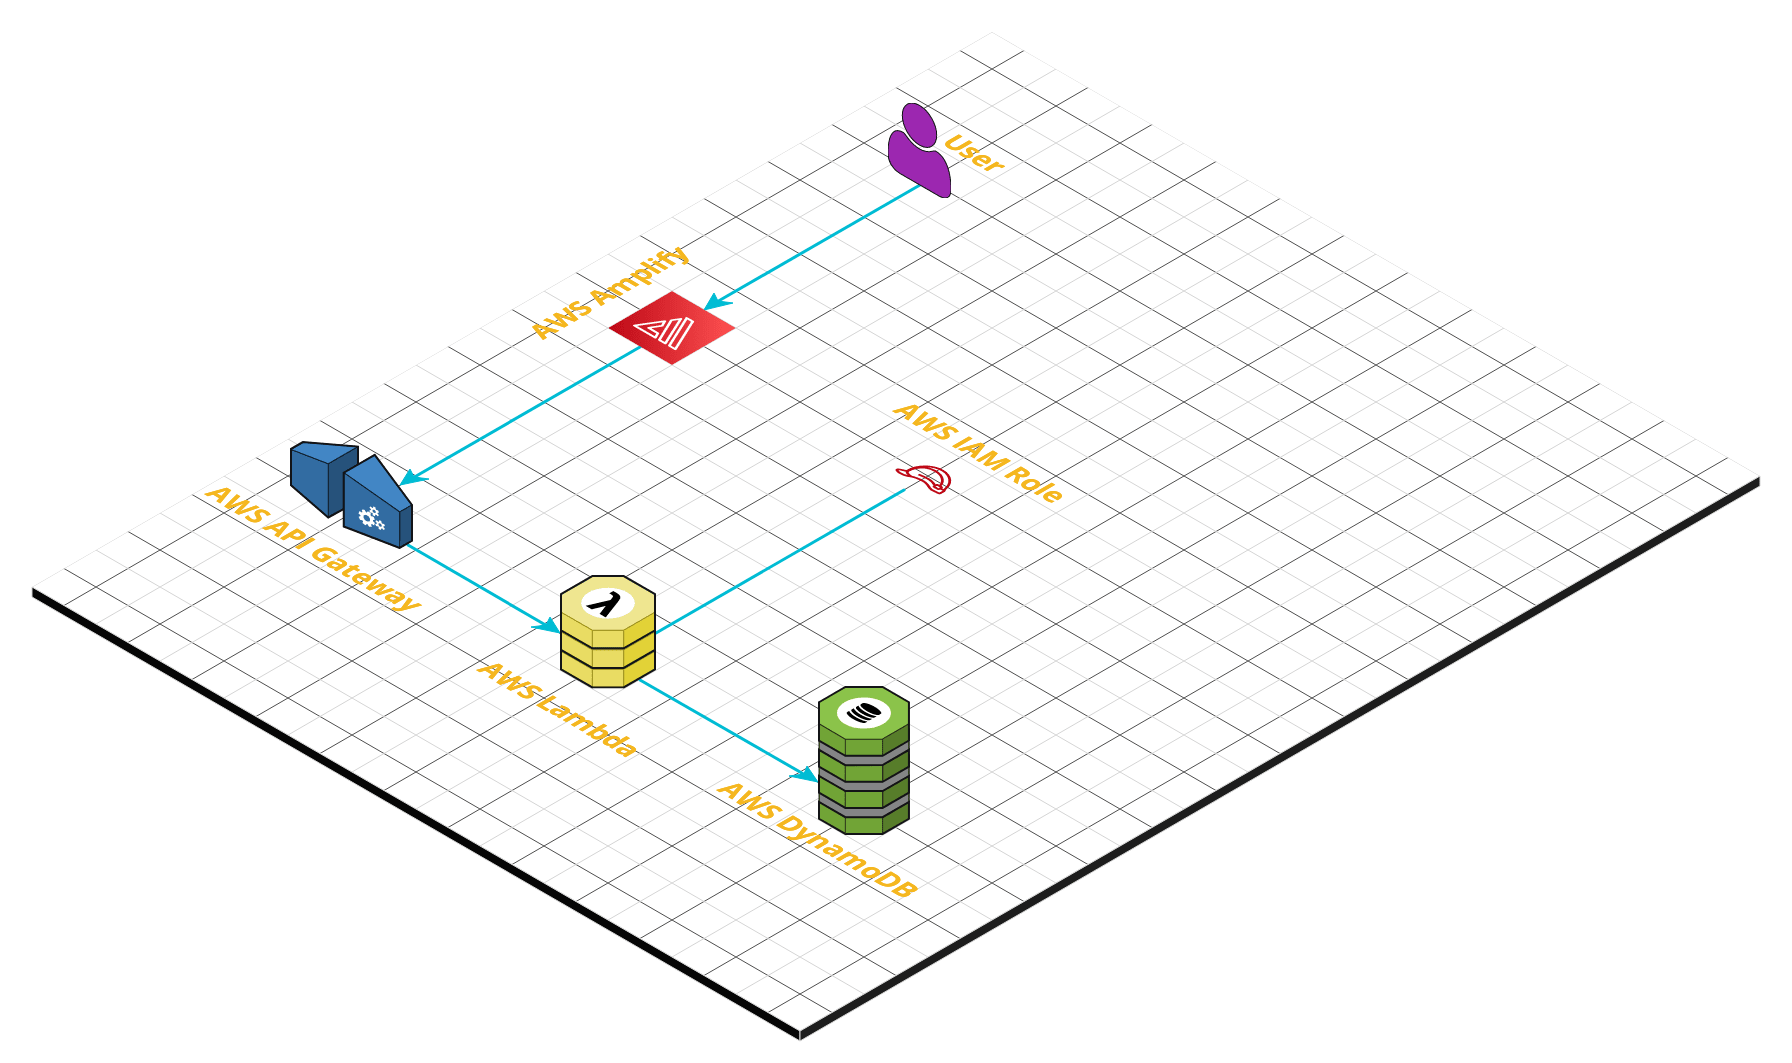 User
AWS Amplify
AWS IAM Role
AWS API Gateway
AWS Lambda
AWS DynamoDB